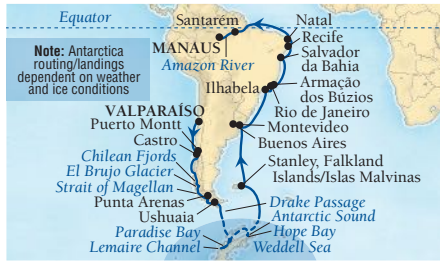 Equator
Santarém
Natal
Recife
Salvador
da Bahia
MANAUS
Amazon River
Note: Antarctica
routing/landings
dependent on weather
and ice conditions
Ilhabela
Armação
dos Búzios
Rio de Janeiro
Montevideo
Buenos Aires
VALPARAÍSO
Puerto Montt
Castro
Chilean Fjords
El Brujo Glacier
Strait of Magellan
Punta Arenas
Ushuaia
Stanley, Falkland
Islands/Islas Malvinas
Drake Passage
Antarctic Sound
Hope Bay
Weddell Sea
Paradise Bay
Lemaire Channel